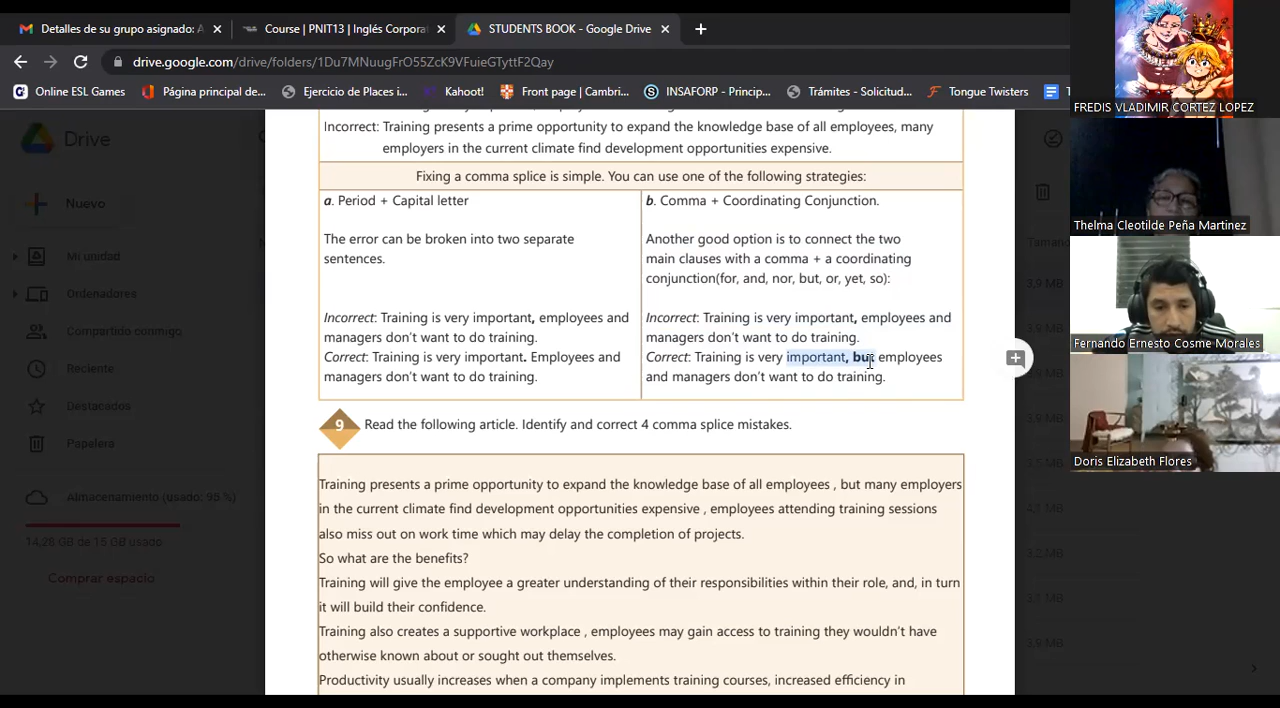 Detalles de su grupo asignado: A
Course | PNIT13 | Inglés Corpora
STUDENTS BOOK - Google Drive
drive.google.com/drive/folders/1Du7MNuugFrO55ZcK9VFuieGTyttF2Qay
Online ESL Games
Página principal de...
Ejercicio de Places i...
Kahoot!
Front page | Cambri...
INSAFORP - Princip...
Trámites - Solicitud...
Tongue Twisters
Drive
Nuevo
Mi unidad
Ordenadores
Compartido conmigo
Reciente
Destacados
Papelera
Almacenamiento (usado: 95 %)
14,28 GB de 15 GB usado
Comprar espacio
Incorrect: Training presents a prime opportunity to expand the knowledge base of all employees, many
employers in the current climate find development opportunities expensive.
Fixing a comma splice is simple. You can use one of the following strategies:
a. Period + Capital letter
The error can be broken into two separate
sentences.
Incorrect: Training is very important, employees and
managers don't want to do training.
Correct: Training is very important. Employees and
managers don't want to do training.
b. Comma + Coordinating Conjunction.
Another good option is to connect the two
main clauses with a comma + a coordinating
conjunction(for, and, nor, but, or, yet, so):
Incorrect: Training is very important, employees and
managers don't want to do training.
Correct: Training is very important, but employees
and managers don't want to do training.
9 Read the following article. Identify and correct 4 comma splice mistakes.
Training presents a prime opportunity to expand the knowledge base of all employees , but many employers
in the current climate find development opportunities expensive , employees attending training sessions
also miss out on work time which may delay the completion of projects.
So what are the benefits?
Training will give the employee a greater understanding of their responsibilities within their role, and, in turn
it will build their confidence.
Training also creates a supportive workplace , employees may gain access to training they wouldn't have
otherwise known about or sought out themselves.
Productivity usually increases when a company implements training courses, increased efficiency in
3,9 MB
FREDIS VLADIMIR CORTEZ LOPEZ
Thelma Cleotilde Peña Martinez
Fernando Ernesto Cosme Morales
Doris Elizabeth Flores